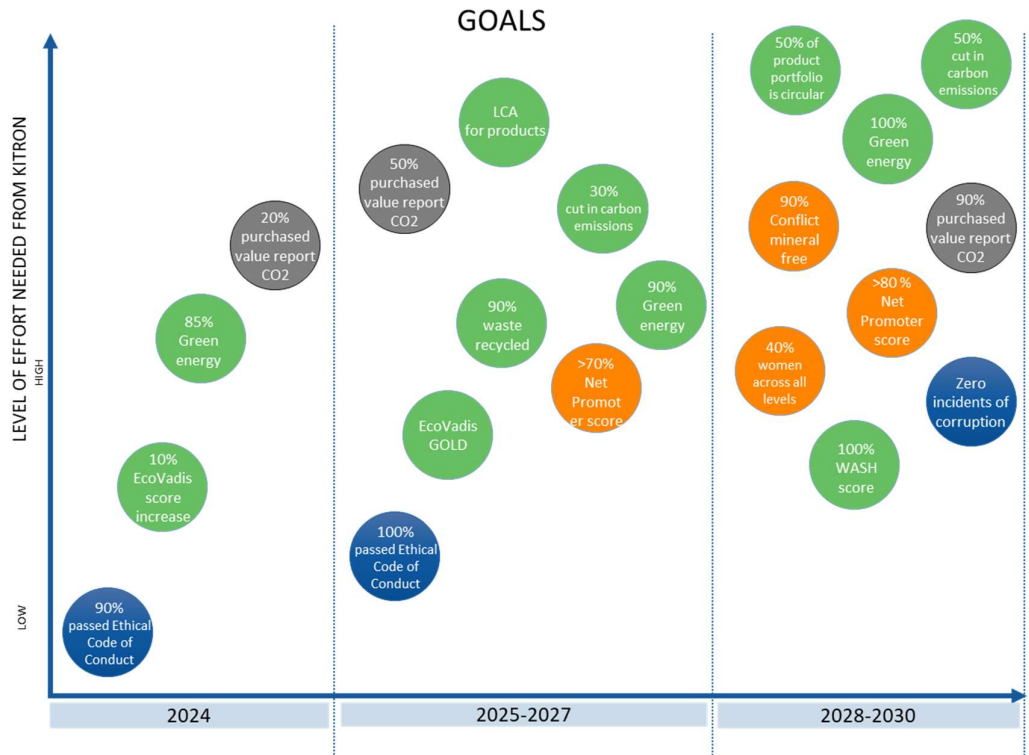 GOALS
LEVEL OF EFFORT NEEDED FROM KITRON
HIGH
LOW
20%
purchased
value report
CO2
85%
Green
energy
10%
EcoVadis
score
increase
90%
passed Ethical
Code of
Conduct
LCA
for products
50%
purchased
value report
CO2
30%
cut in carbon
emissions
90%
Green
energy
90%
waste
recycled
>70%
Net
Promot
er score
EcoVadis
GOLD
100%
passed Ethical
Code of
Conduct
50% of
product
portfolio
is circular
50%
cut in
carbon
emissions
100%
Green
energy
90%
Conflict
mineral
free
90%
purchased
value report
CO2
>80 %
Net
Promoter
score
40%
women
across all
levels
Zero
incidents of
corruption
100%
WASH
score
2024
2025-2027
2028-2030